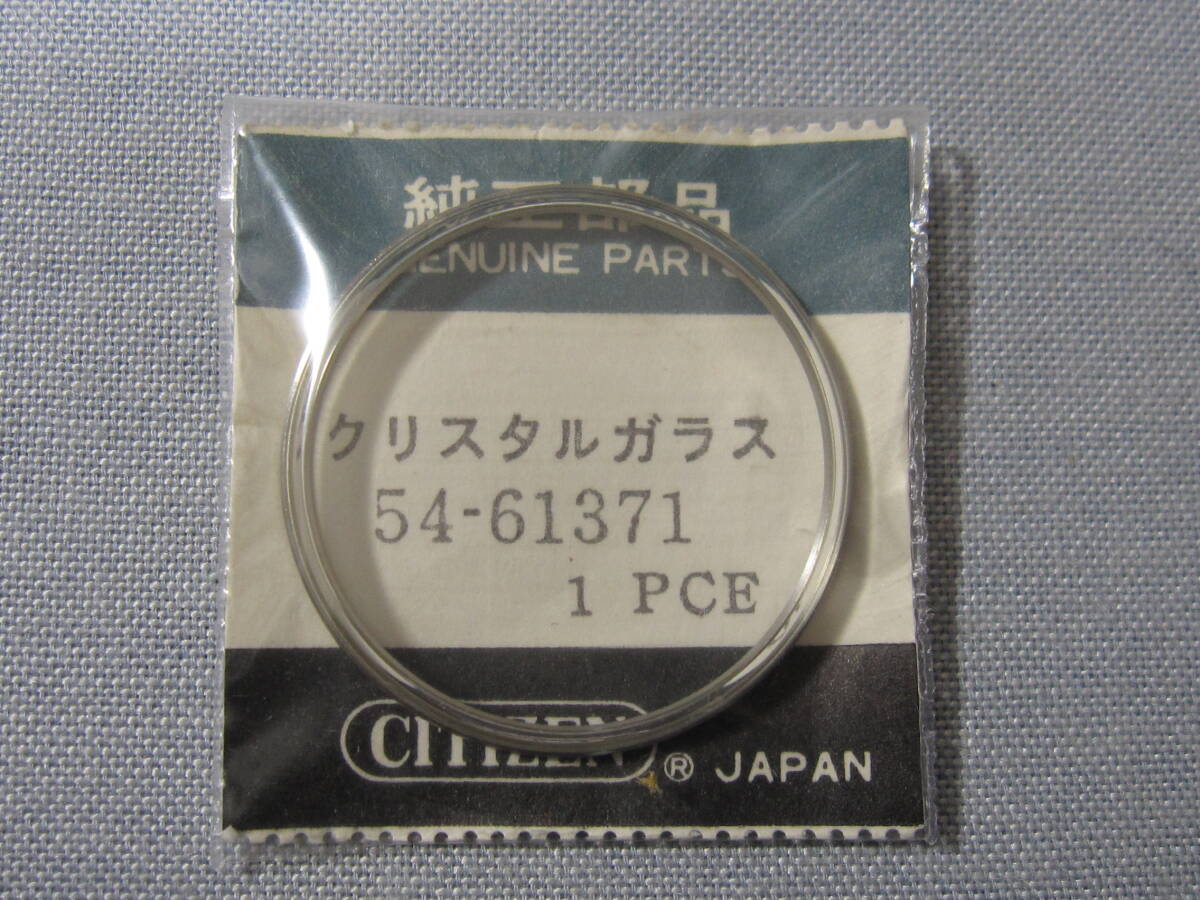 純正部品
GENUINE PARTS
クリスタルガラス
54-61371
1 PCE
CITIZEN ® JAPAN